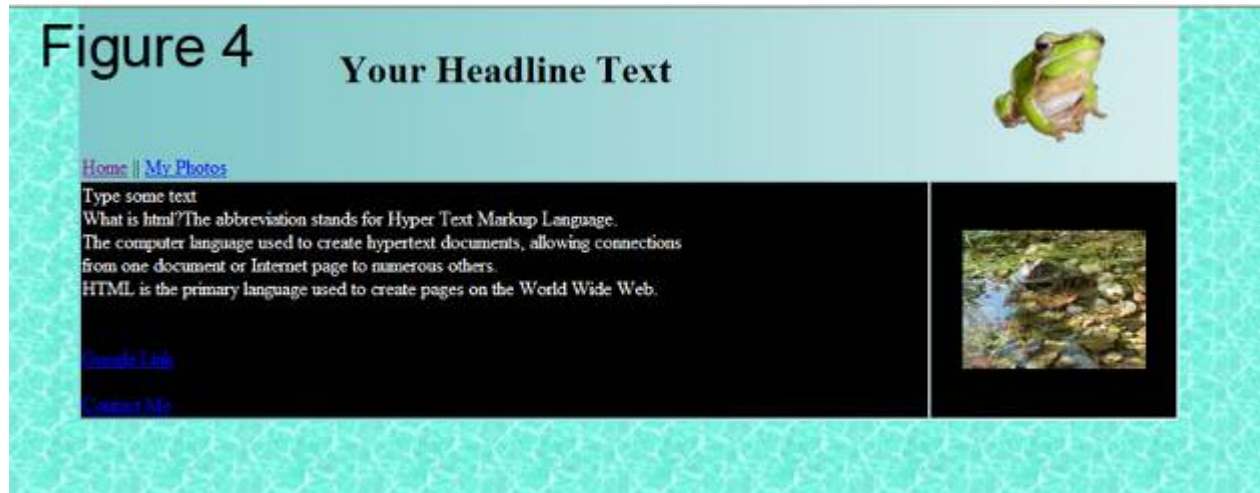 Figure 4
Your Headline Text
Home || My Photos
Type some text
What is html?The abbreviation stands for Hyper Text Markup Language.
The computer language used to create hypertext documents, allowing connections
from one document or Internet page to numerous others.
HTML is the primary language used to create pages on the World Wide Web.
Google Link
Contact Me